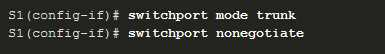 S1(config-if)# switchport mode trunk
S1(config-if)# switchport nonegotiate